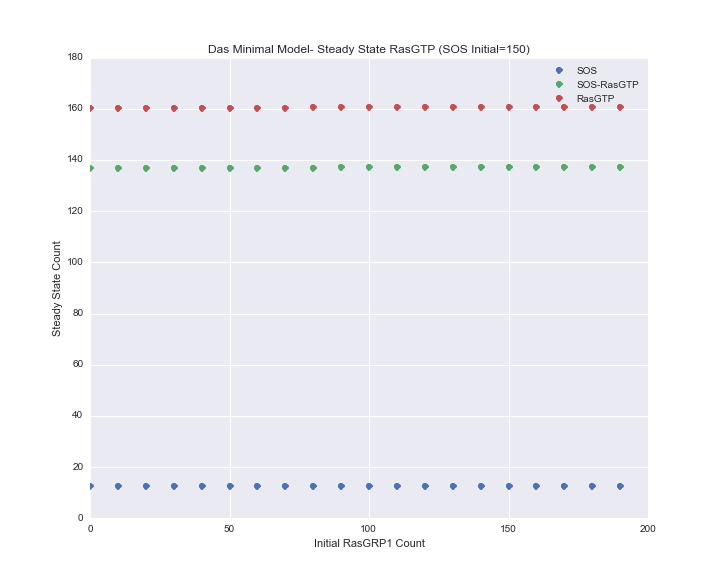 Das Minimal Model- Steady State RasGTP (SOS Initial=150)
180
160
140
120
100
80
60
40
20
0
Steady State Count
SOS
SOS-RasGTP
RasGTP
0 50 100 150 200
Initial RasGRP1 Count